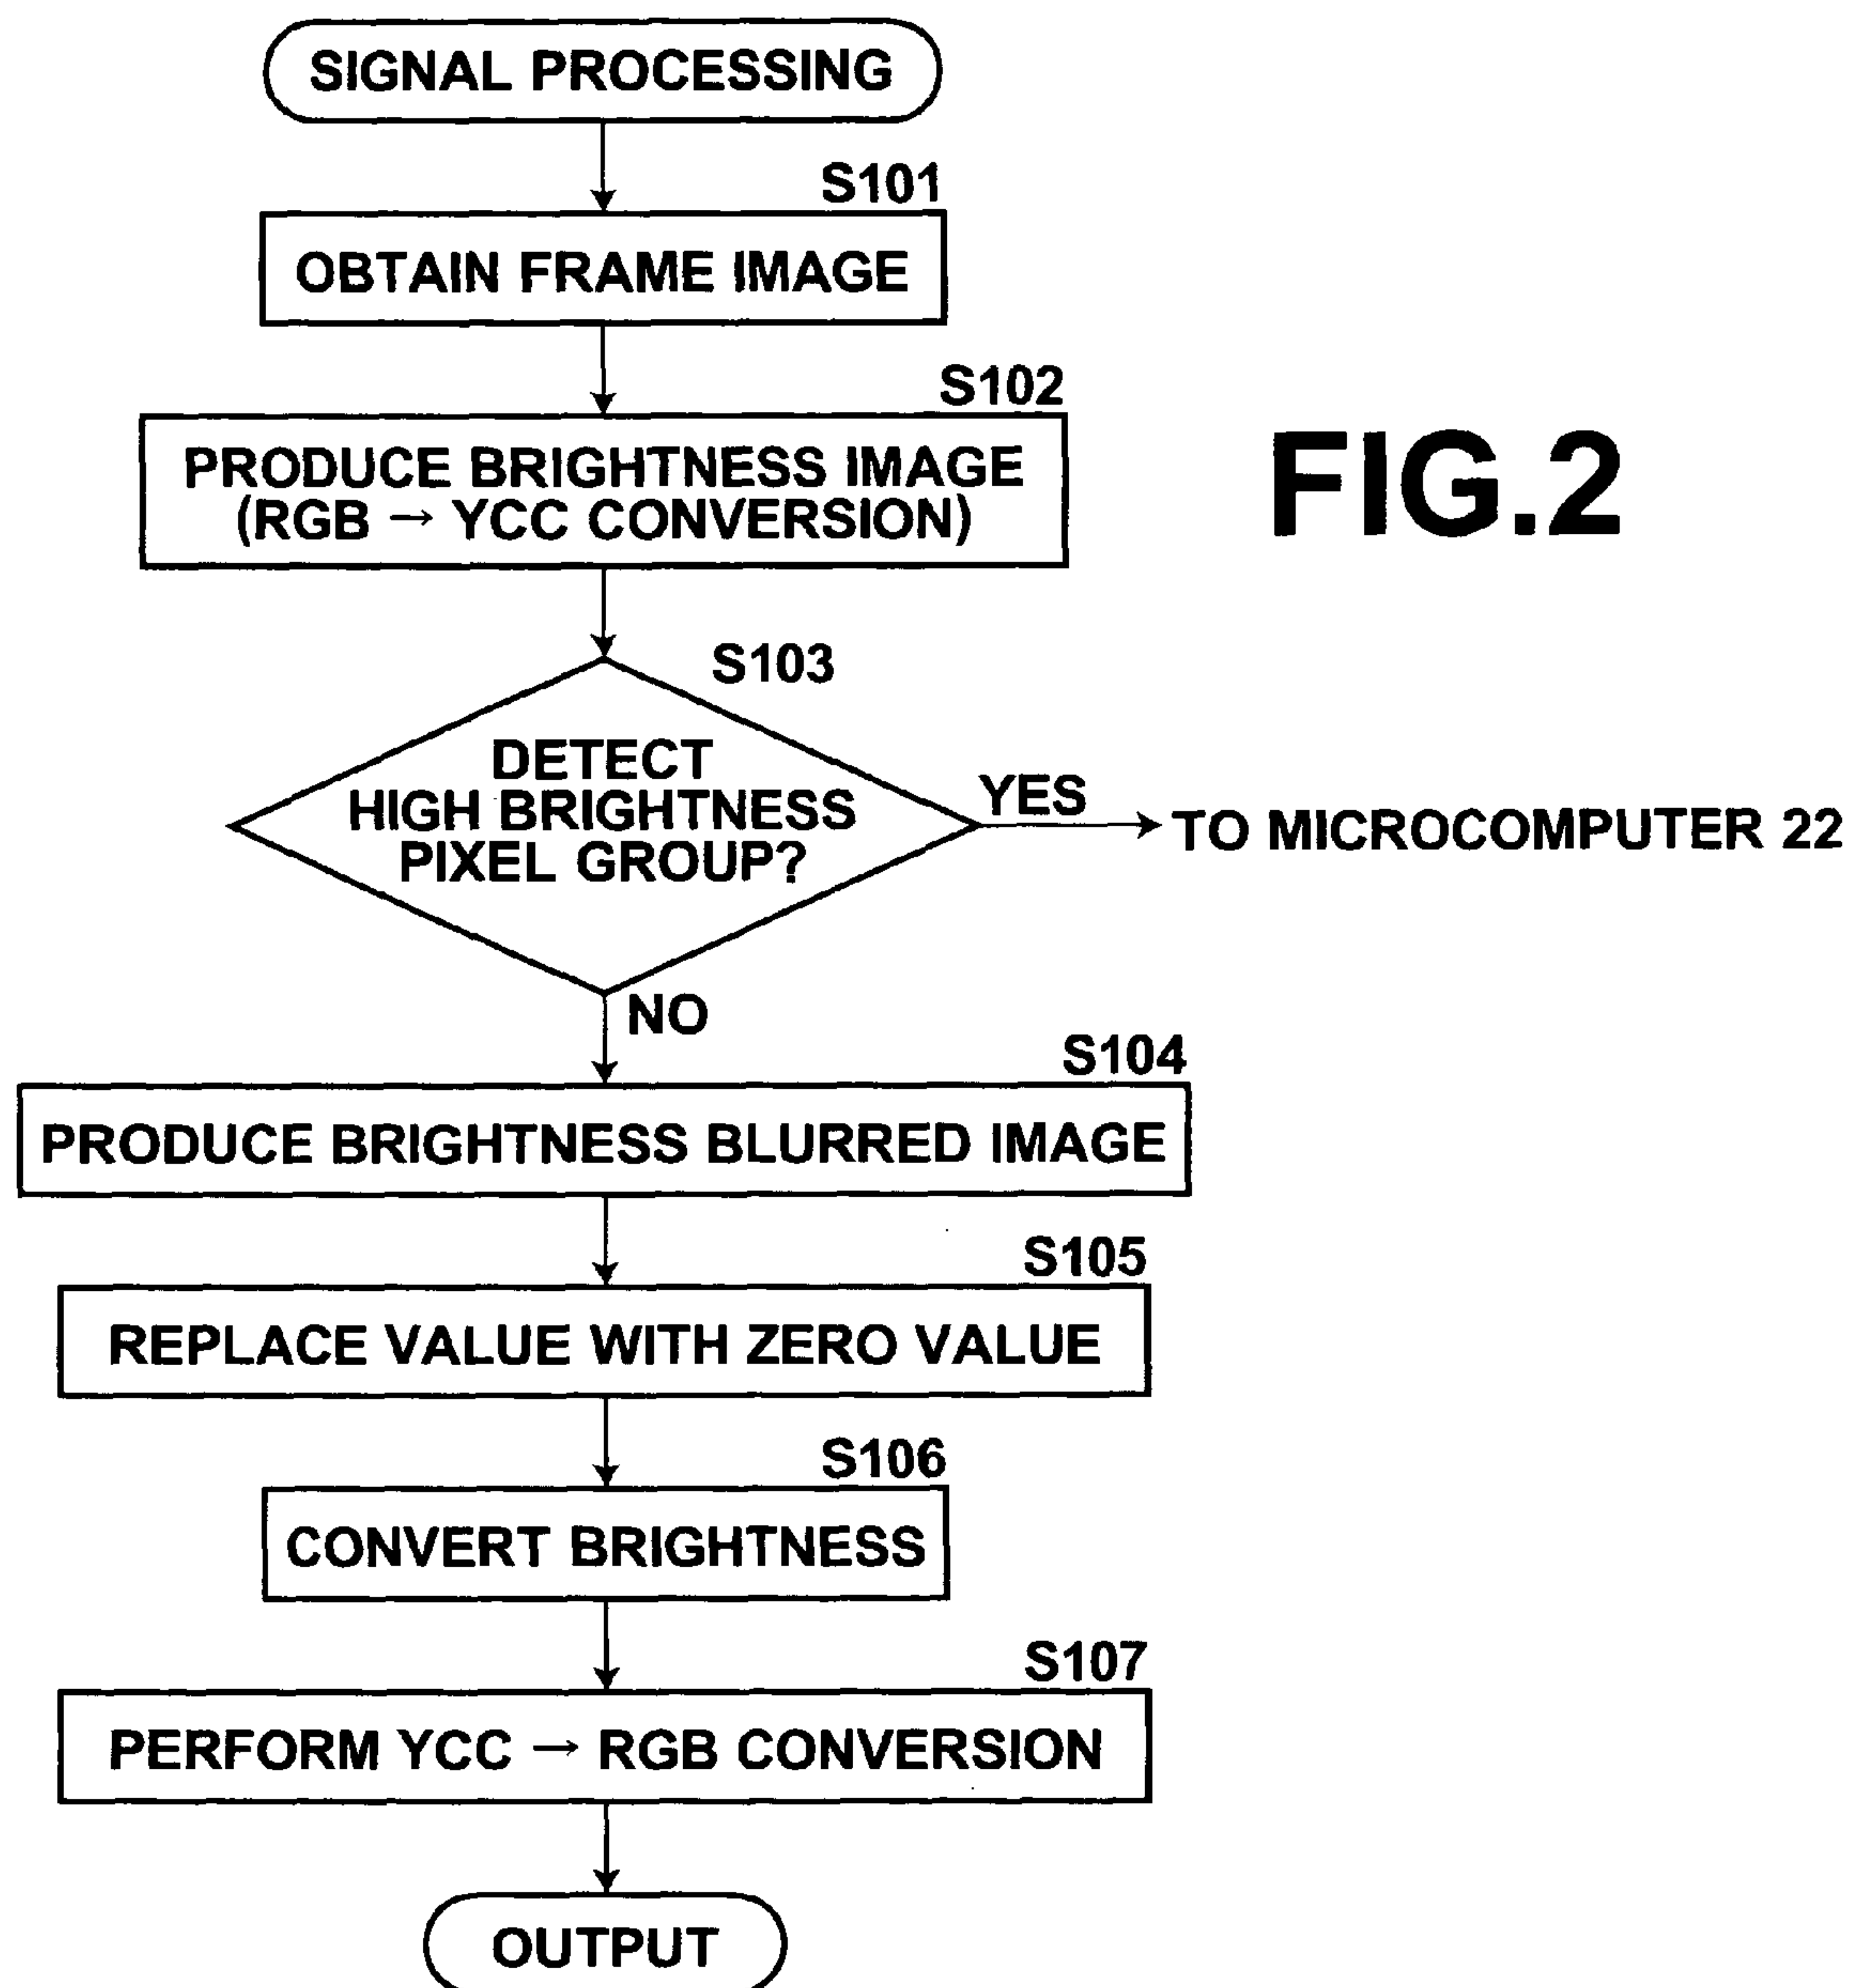 SIGNAL PROCESSING
S101
OBTAIN FRAME IMAGE
S102
PRODUCE BRIGHTNESS IMAGE
(RGB → YCC CONVERSION)
FIG.2
S103
DETECT
HIGH BRIGHTNESS
PIXEL GROUP?
YES
TO MICROCOMPUTER 22
NO
S104
PRODUCE BRIGHTNESS BLURRED IMAGE
S105
REPLACE VALUE WITH ZERO VALUE
S106
CONVERT BRIGHTNESS
S107
PERFORM YCC → RGB CONVERSION
OUTPUT